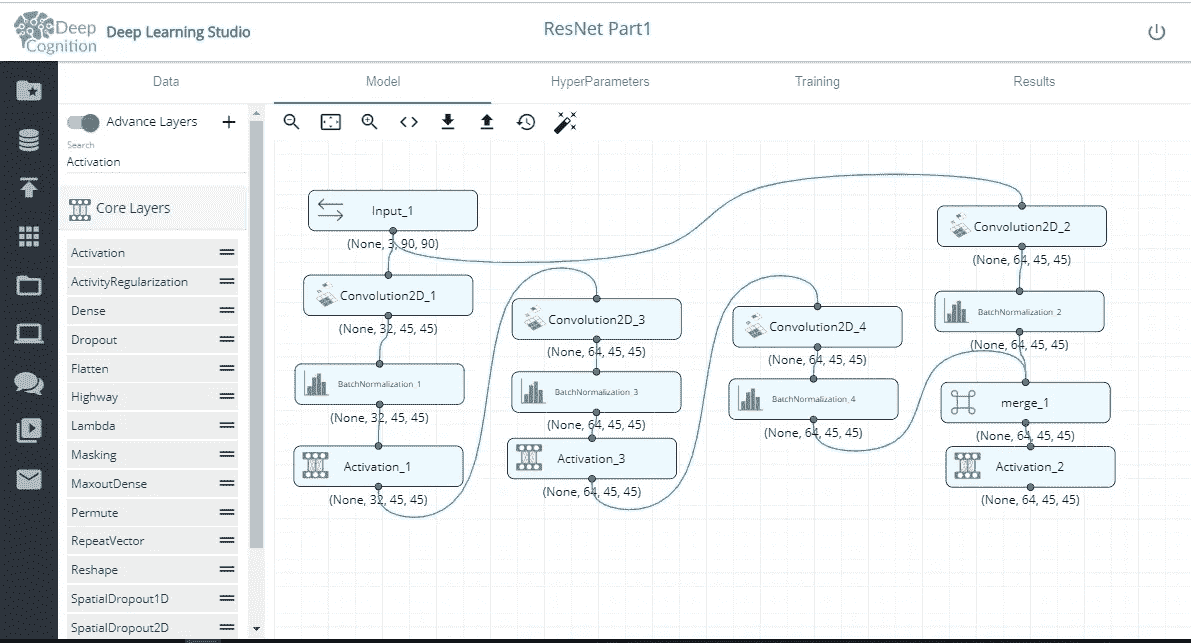 Deep
Cognition
Deep Learning Studio
ResNet Part1
Data
Model
HyperParameters
Training
Results
Advance Layers
Search
Activation
Core Layers
Activation
ActivityRegularization
Dense
Dropout
Flatten
Highway
Lambda
Masking
MaxoutDense
Permute
RepeatVector
Reshape
SpatialDropout1D
SpatialDropout2D
Input_1
(None, 3, 90, 90)
Convolution2D_1
(None, 32, 45, 45)
BatchNormalization_1
(None, 32, 45, 45)
Activation_1
(None, 32, 45, 45)
Convolution2D_3
(None, 64, 45, 45)
BatchNormalization_3
(None, 64, 45, 45)
Activation_3
(None, 64, 45, 45)
Convolution2D_4
(None, 64, 45, 45)
BatchNormalization_4
(None, 64, 45, 45)
Convolution2D_2
(None, 64, 45, 45)
BatchNormalization_2
(None, 64, 45, 45)
merge_1
(None, 64, 45, 45)
Activation_2
(None, 64, 45, 45)